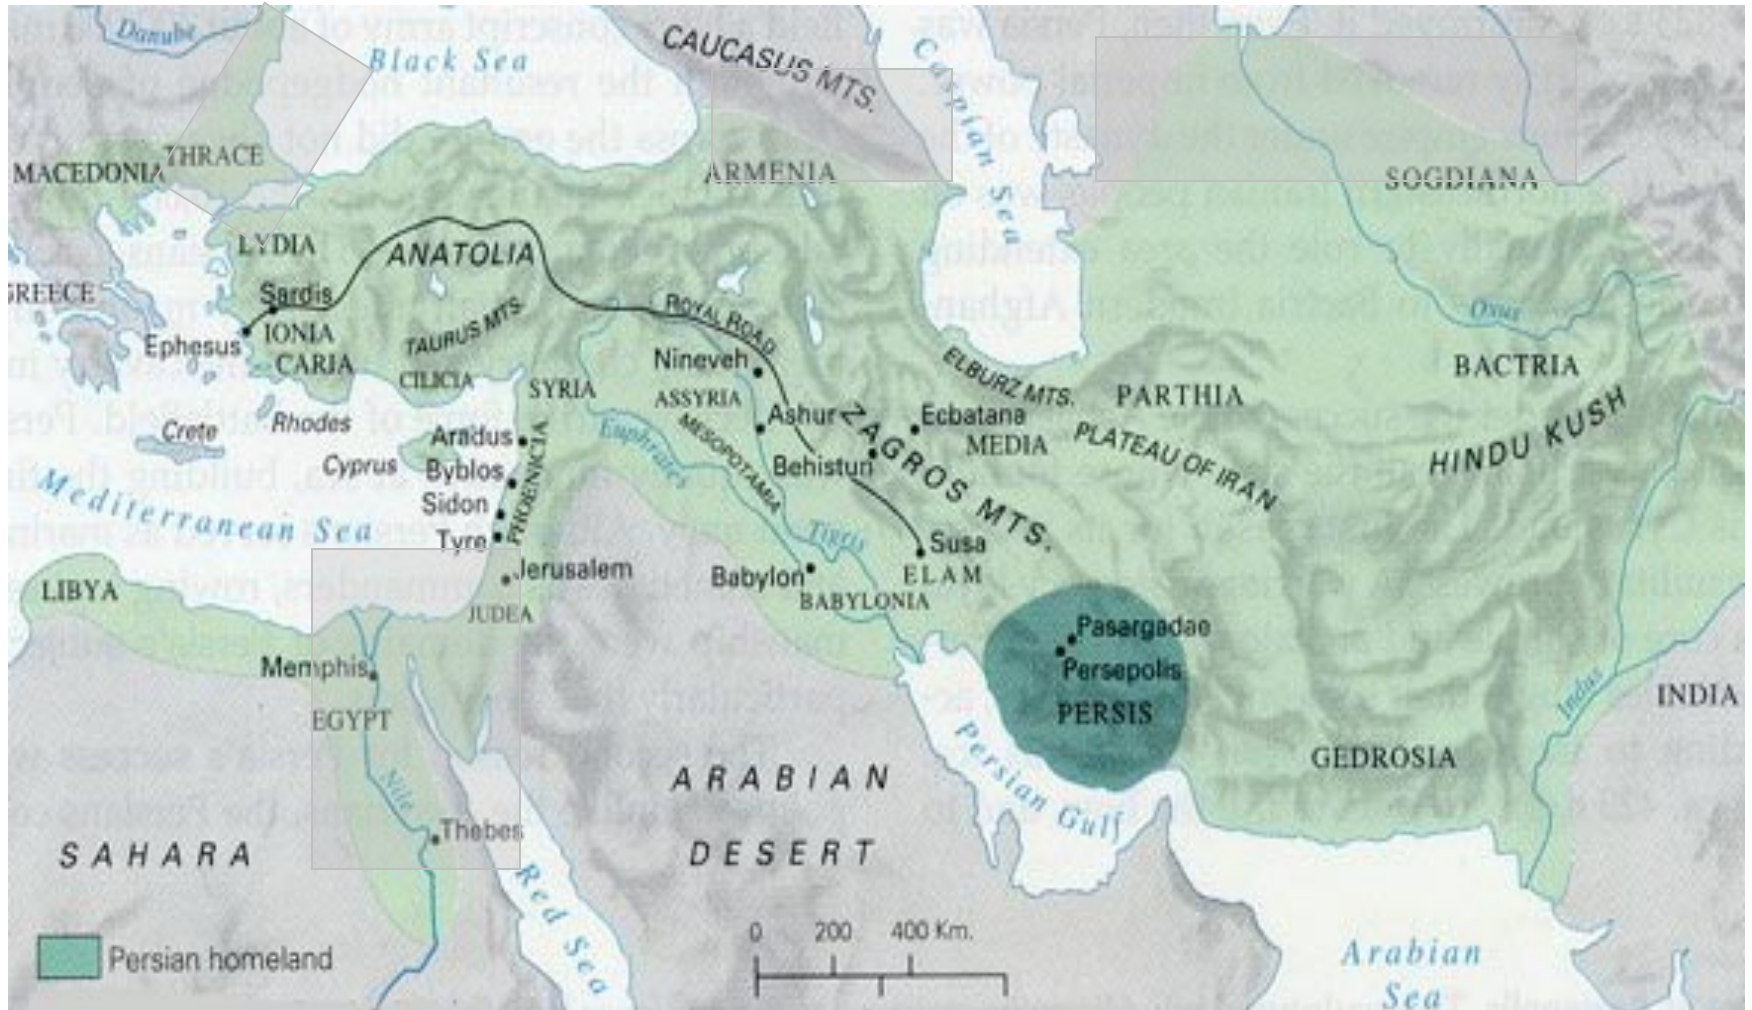 Danube
Black Sea
CAUCASUS MTS.
Caspian Sea
THRACE
MACEDONIA
ARMENIA
SOGDIANA
LYDIA
ANATOLIA
GREECE
Sardis
ROYAL ROAD
Oxus
Ephesus
IONIA
TAURUS MTS.
CARIA
Nineveh
ELBURZ MTS.
BACTRIA
CILICIA
SYRIA
ASSYRIA
PARTHIA
Rhodes
Crete
Ashur
ZAGROS MTS.
Ecbatana
MEDIA
PLATEAU OF IRAN
HINDU KUSH
Aradus
Euphrates
MESOPOTAMIA
Cyprus
Byblos
PHOENICIA
Behistun
Mediterranean Sea
Sidon
Tyre
Tigris
Susa
Jerusalem
Babylon
ELAM
LIBYA
JUDEA
BABYLONIA
Pasargadae
Memphis
Persepolis
Indus
INDIA
EGYPT
PERSIS
Persian Gulf
GEDROSIA
Nile
ARABIAN
Thebes
SAHARA
DESERT
Red Sea
0 200 400 Km.
Persian homeland
Arabian
Sea